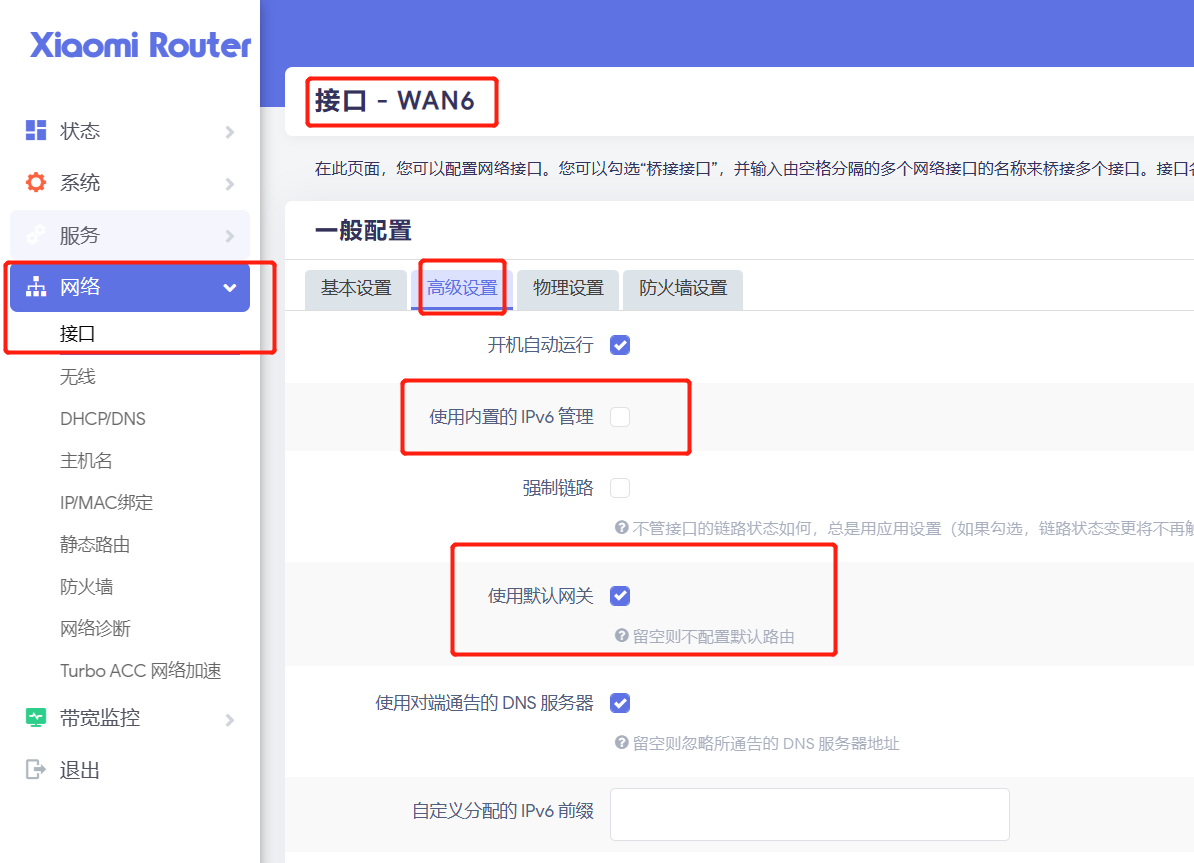 Xiaomi Router
状态
系统
服务
网络
接口
无线
DHCP/DNS
主机名
IP/MAC绑定
静态路由
防火墙
网络诊断
Turbo ACC 网络加速
带宽监控
退出
接口 - WAN6
在此页面，您可以配置网络接口。您可以勾选“桥接接口”，并输入由空格分隔的多个网络接口的名称来桥接多个接口。接口
一般配置
基本设置 高级设置 物理设置 防火墙设置
开机自动运行
使用内置的 IPv6 管理
强制链路
不管接口的链路状态如何，总是用应用设置（如果勾选，链路状态变更将不再
使用默认网关
留空则不配置默认路由
使用对端通告的 DNS 服务器
留空则忽略所通告的 DNS 服务器地址
自定义分配的 IPv6 前缀